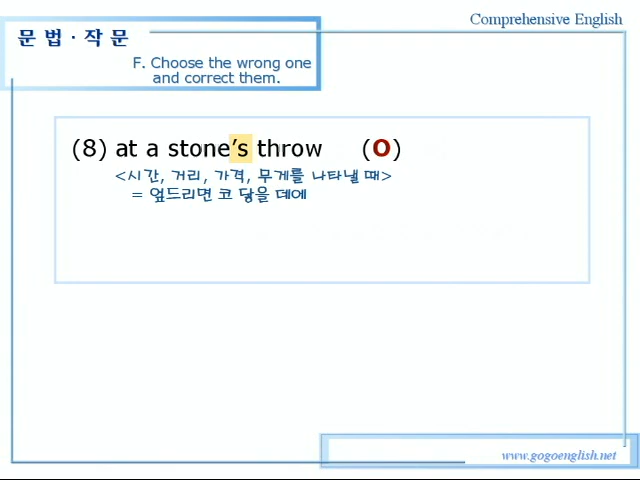 Comprehensive English
문 법 · 작 문
F. Choose the wrong one
and correct them.
(8) at a stone's throw (O)
<시간, 거리, 가격, 무게를 나타낼 때>
= 엎드리면 코 닿을 데에
www.gogoenglish.net